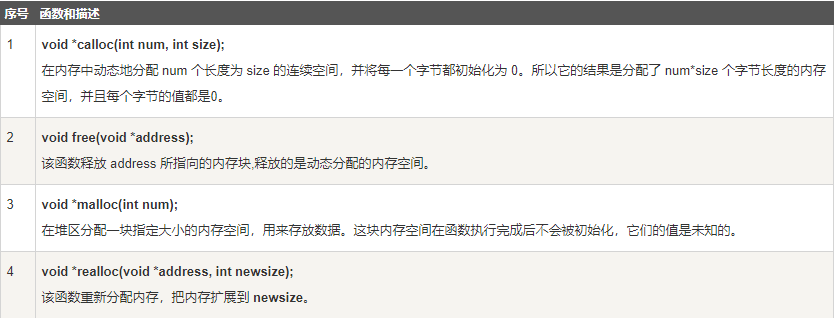 序号 函数和描述
1 void *calloc(int num, int size);
在内存中动态地分配 num 个长度为 size 的连续空间，并将每一个字节都初始化为 0。所以它的结果是分配了 num*size 个字节长度的内存
空间，并且每个字节的值都是0。
2 void free(void *address);
该函数释放 address 所指向的内存块,释放的是动态分配的内存空间。
3 void *malloc(int num);
在堆区分配一块指定大小的内存空间，用来存放数据。这块内存空间在函数执行完成后不会被初始化，它们的值是未知的。
4 void *realloc(void *address, int newsize);
该函数重新分配内存，把内存扩展到 newsize。